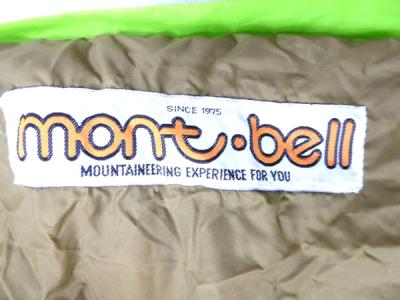 SINCE 1975
mont•bell
MOUNTAINEERING EXPERIENCE FOR YOU